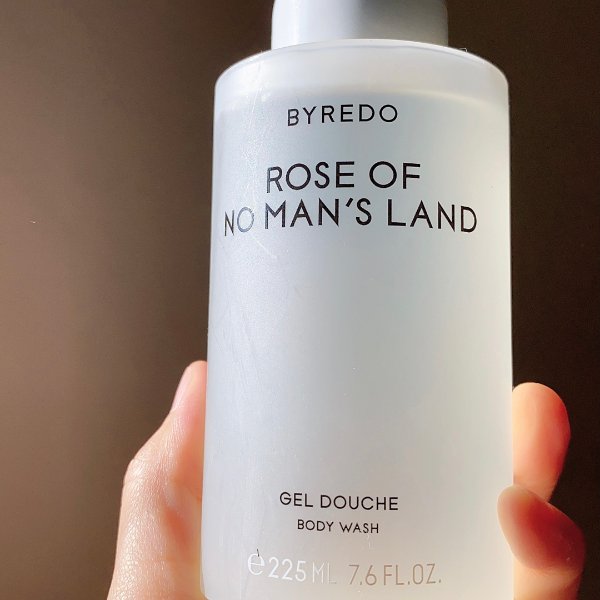 BYREDO
ROSE OF
NO MAN'S LAND
GEL DOUCHE
BODY WASH
℮225ML 7.6 FL.OZ.